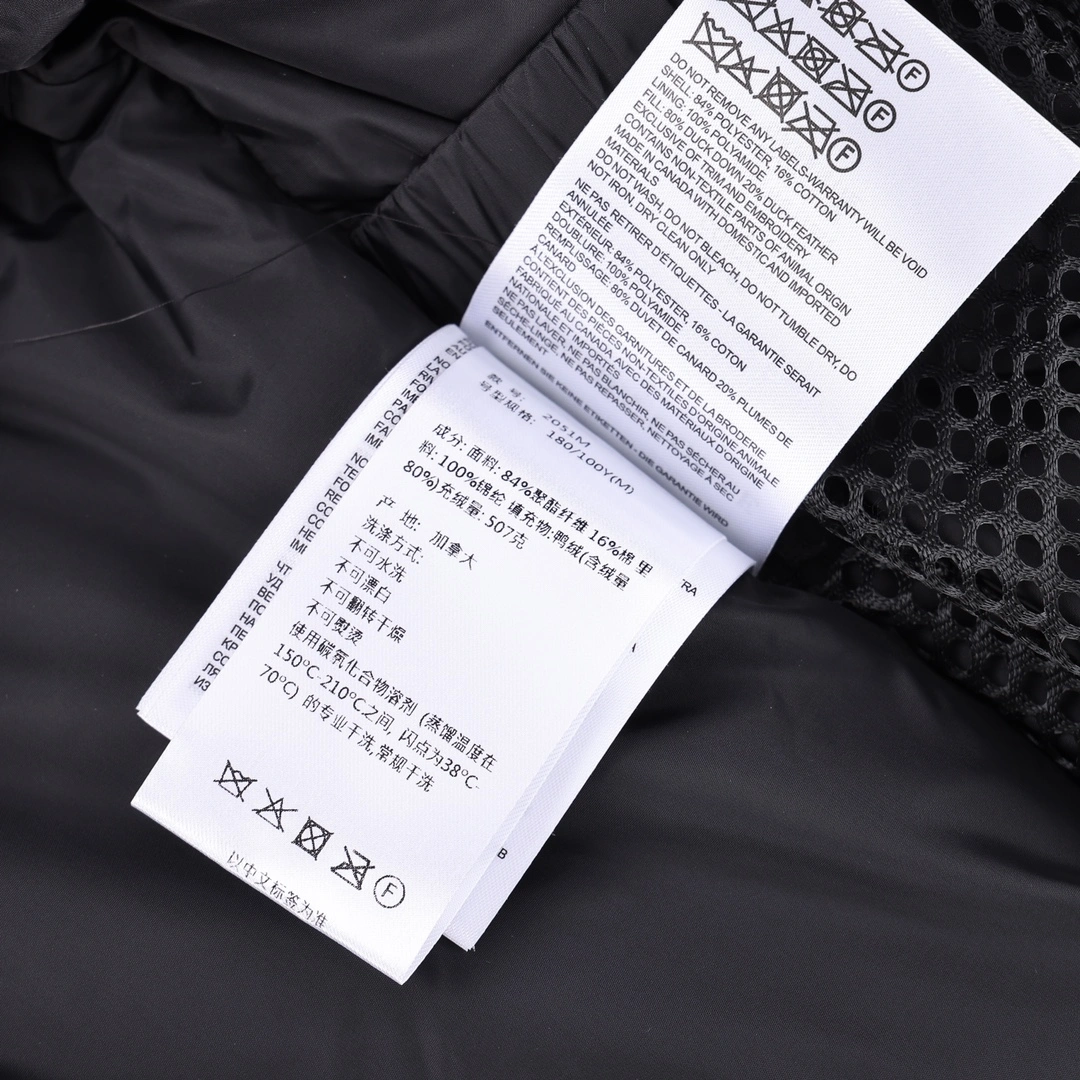 DO NOT REMOVE ANY LABELS-WARRANTY WILL BE VOID
SHELL: 84% POLYESTER, 16% COTTON
LINING: 100% POLYAMIDE
FILL: 80% DUCK DOWN 20% DUCK FEATHER
EXCLUSIVE OF TRIM AND EMBROIDERY
CONTAINS NON-TEXTILE PARTS OF ANIMAL ORIGIN
MADE IN CANADA WITH DOMESTIC AND IMPORTED
MATERIALS.
DO NOT WASH, DO NOT BLEACH, DO NOT TUMBLE DRY, DO
NOT IRON, DRY CLEAN ONLY
NE PAS, RETIRER D'ÉTIQUETTES - LA GARANTIE SERAIT
ANNULÉE
EXTÉRIEUR: 84% POLYESTER, 16% COTON
DOUBLEUR: 100% POLYAMIDE.
REMPLISSAGE: 80% DUVET DE CANARD 20% PLUMES DE
CANARD
À L'EXCLUSION DES GARNITURES ET DE LA BRODERIE
CONTIENT DES PIÈCES NON-TEXTILES D'ORIGINE ANIMALE
FABRIQUÉ AU CANADA AVEC DES MATÉRIAUX D'ORIGINE
NATIONALE ET IMPORTÉS
NE PAS LAVER, NE PAS BLANCHIR, NE PAS SÉCHER AU
SÈCHE-LINGE, NE PAS REPASSER, NETTOYAGE À SEC
SEULEMENT
ENTFERNEN SIE KEINE ETIKETTEN - DIE GARANTIE WIRD
款号: 2051M
号型规格: 180/100Y(M)
成分: 面料: 84%聚酯纤维 16%棉 里
料: 100%锦纶 填充物:鸭绒(含绒量
80%)充绒量:507克
产 地: 加拿大
洗涤方式:
不可水洗
不可漂白
不可翻转干燥
不可熨烫
使用碳氢化合物溶剂 (蒸馏温度在
150℃-210℃之间, 闪点为38℃-
70℃) 的专业干洗,常规干洗
F
以中文标签为准
B